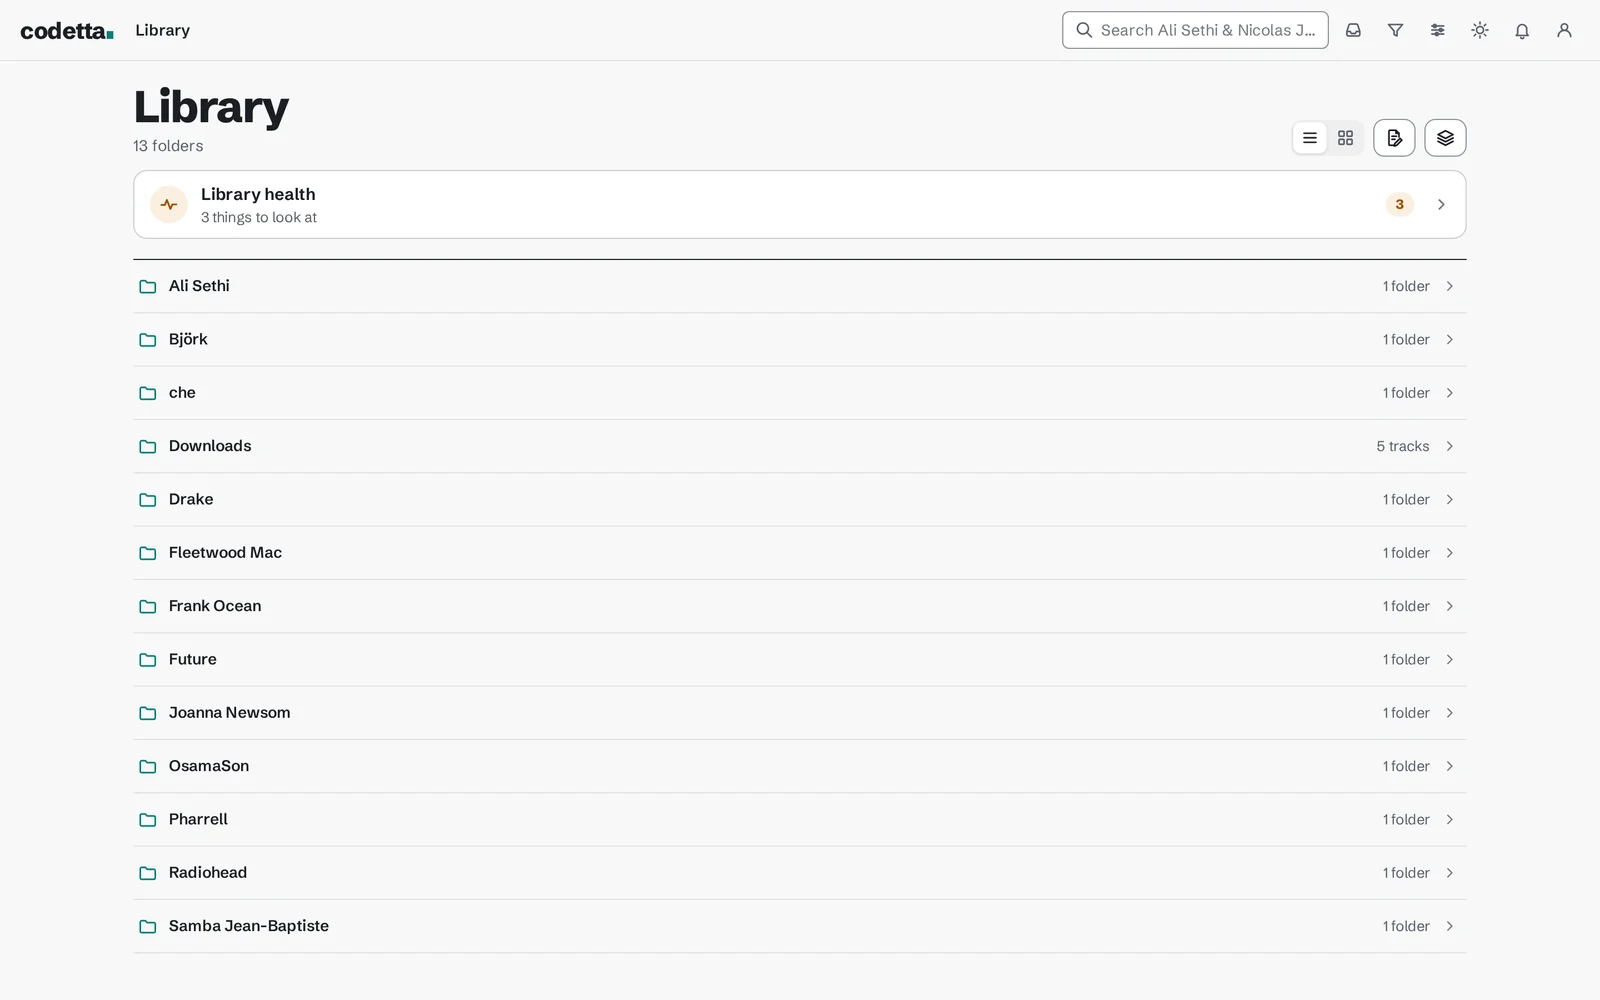 codetta. Library Search Ali Sethi & Nicolas J...
Library
13 folders
Library health
3 things to look at
3
Ali Sethi 1 folder
Björk 1 folder
che 1 folder
Downloads 5 tracks
Drake 1 folder
Fleetwood Mac 1 folder
Frank Ocean 1 folder
Future 1 folder
Joanna Newsom 1 folder
OsamaSon 1 folder
Pharrell 1 folder
Radiohead 1 folder
Samba Jean-Baptiste 1 folder